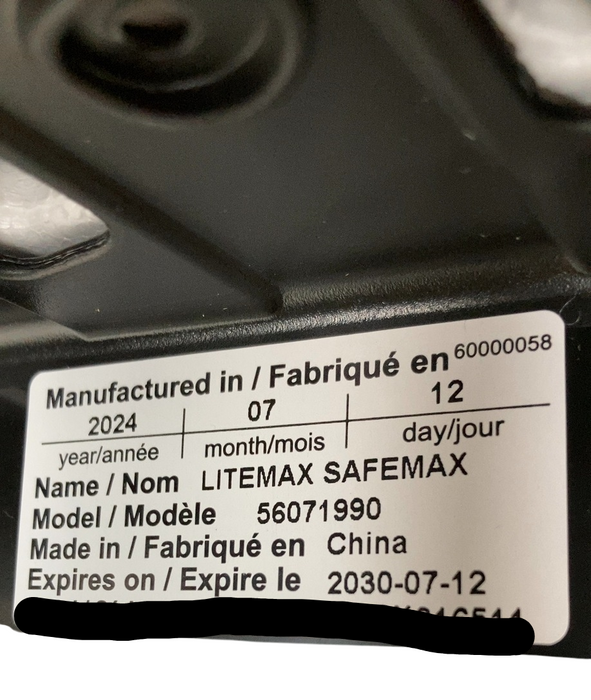 Manufactured in / Fabriqué en 60000058
2024 07 12
year/année month/mois day/jour
Name / Nom LITEMAX SAFEMAX
Model / Modèle 56071990
Made in / Fabriqué en China
Expires on / Expire le 2030-07-12